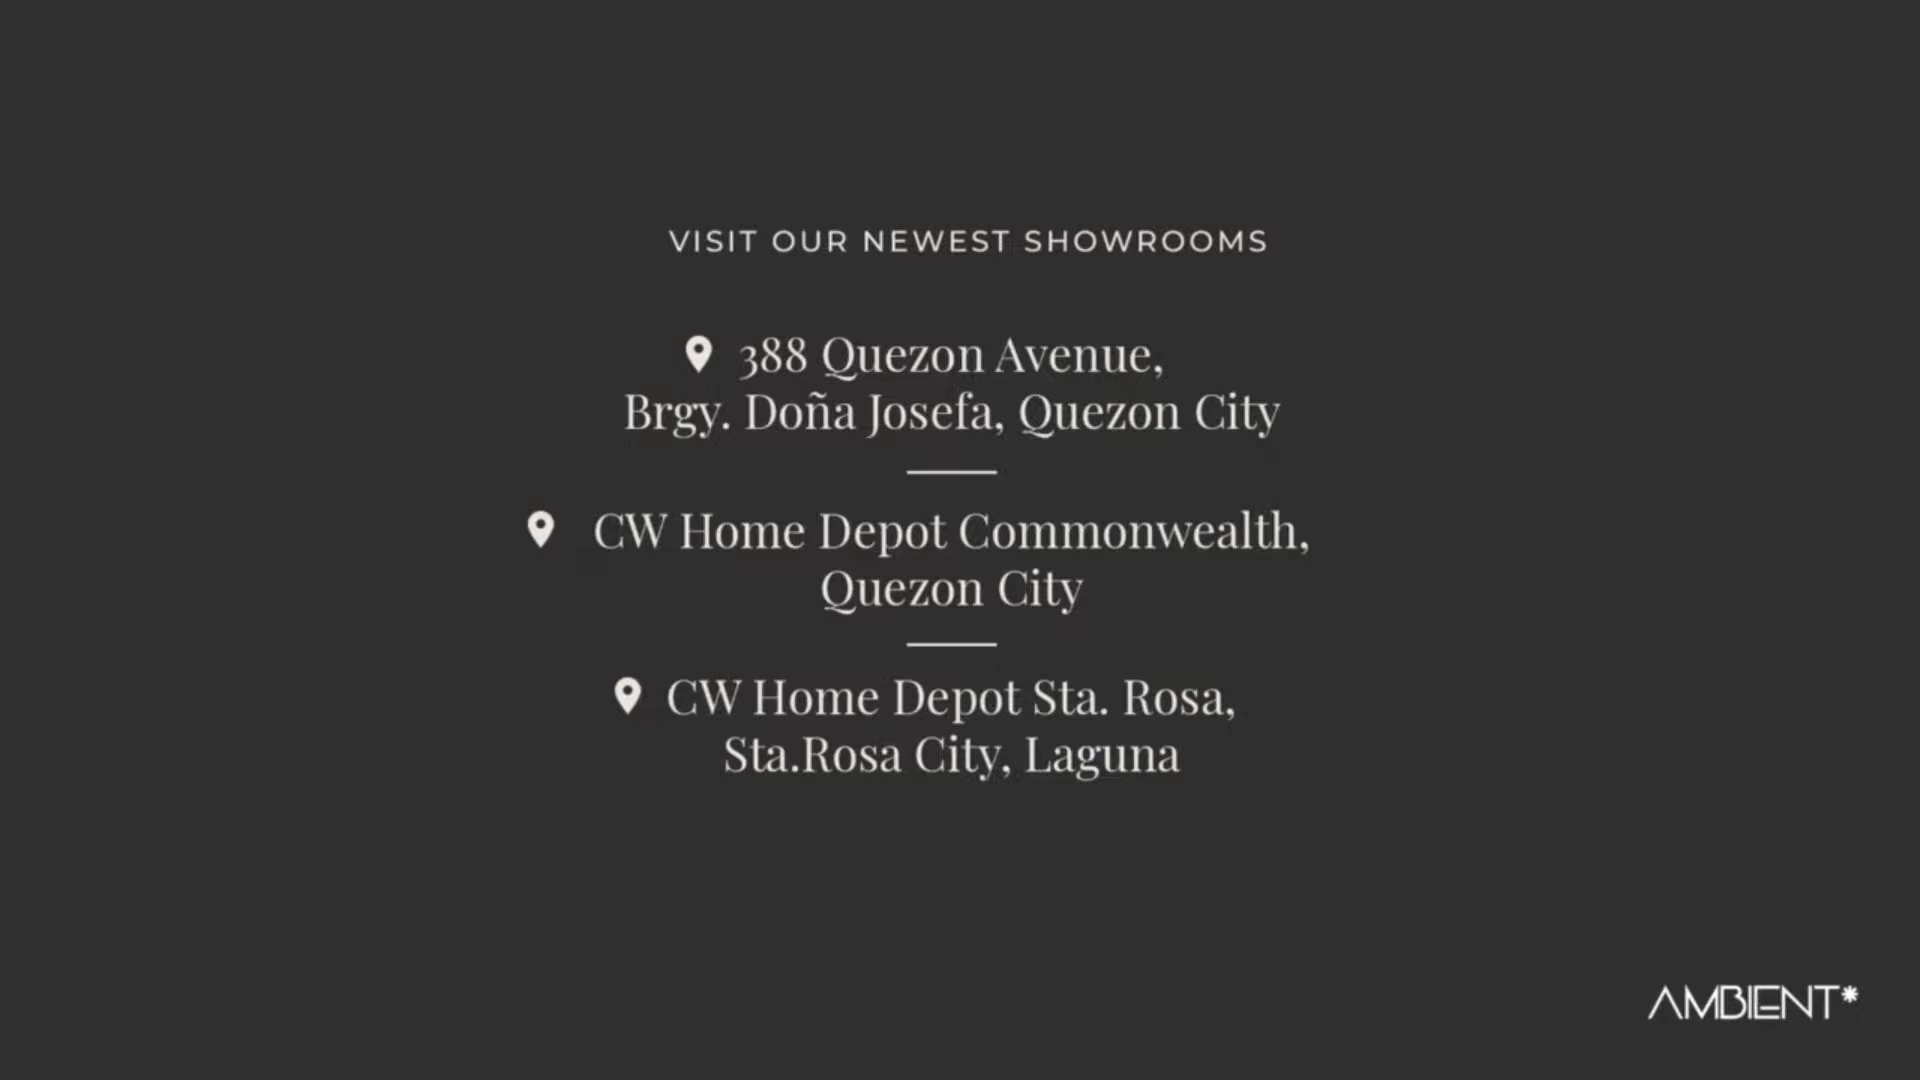 VISIT OUR NEWEST SHOWROOMS
388 Quezon Avenue,
Brgy. Doña Josefa, Quezon City
CW Home Depot Commonwealth,
Quezon City
CW Home Depot Sta. Rosa,
Sta.Rosa City, Laguna
AMBIENT*